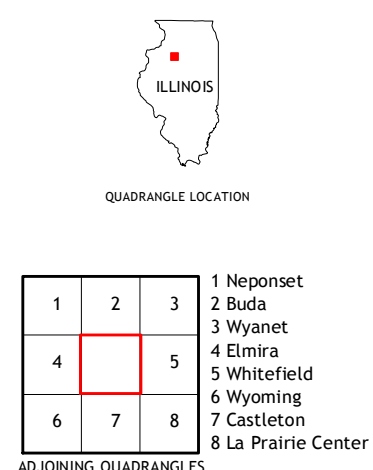 ILLINOIS
QUADRANGLE LOCATION
1 2 3
4 5
6 7 8
1 Neponset
2 Buda
3 Wyanet
4 Elmira
5 Whitefield
6 Wyoming
7 Castleton
8 La Prairie Center
ADJOINING QUADRANGLES